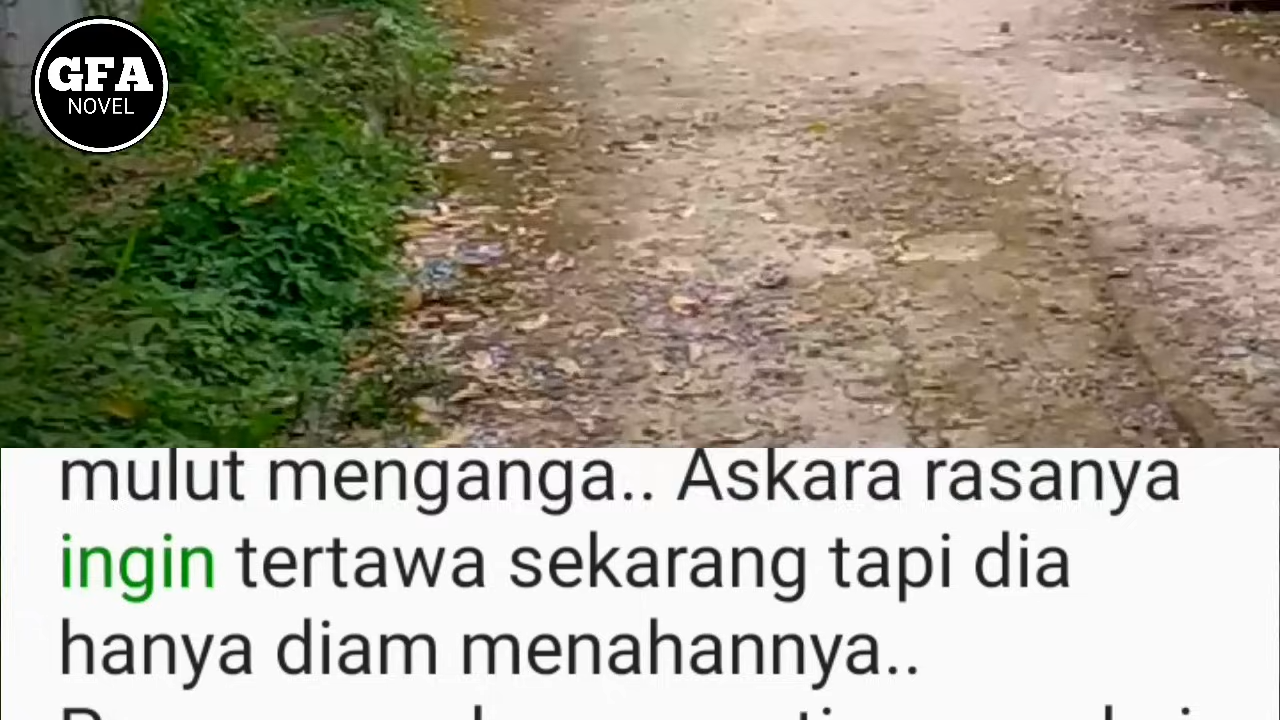 GFA
NOVEL
mulut menganga.. Askara rasanya
ingin tertawa sekarang tapi dia
hanya diam menahannya..